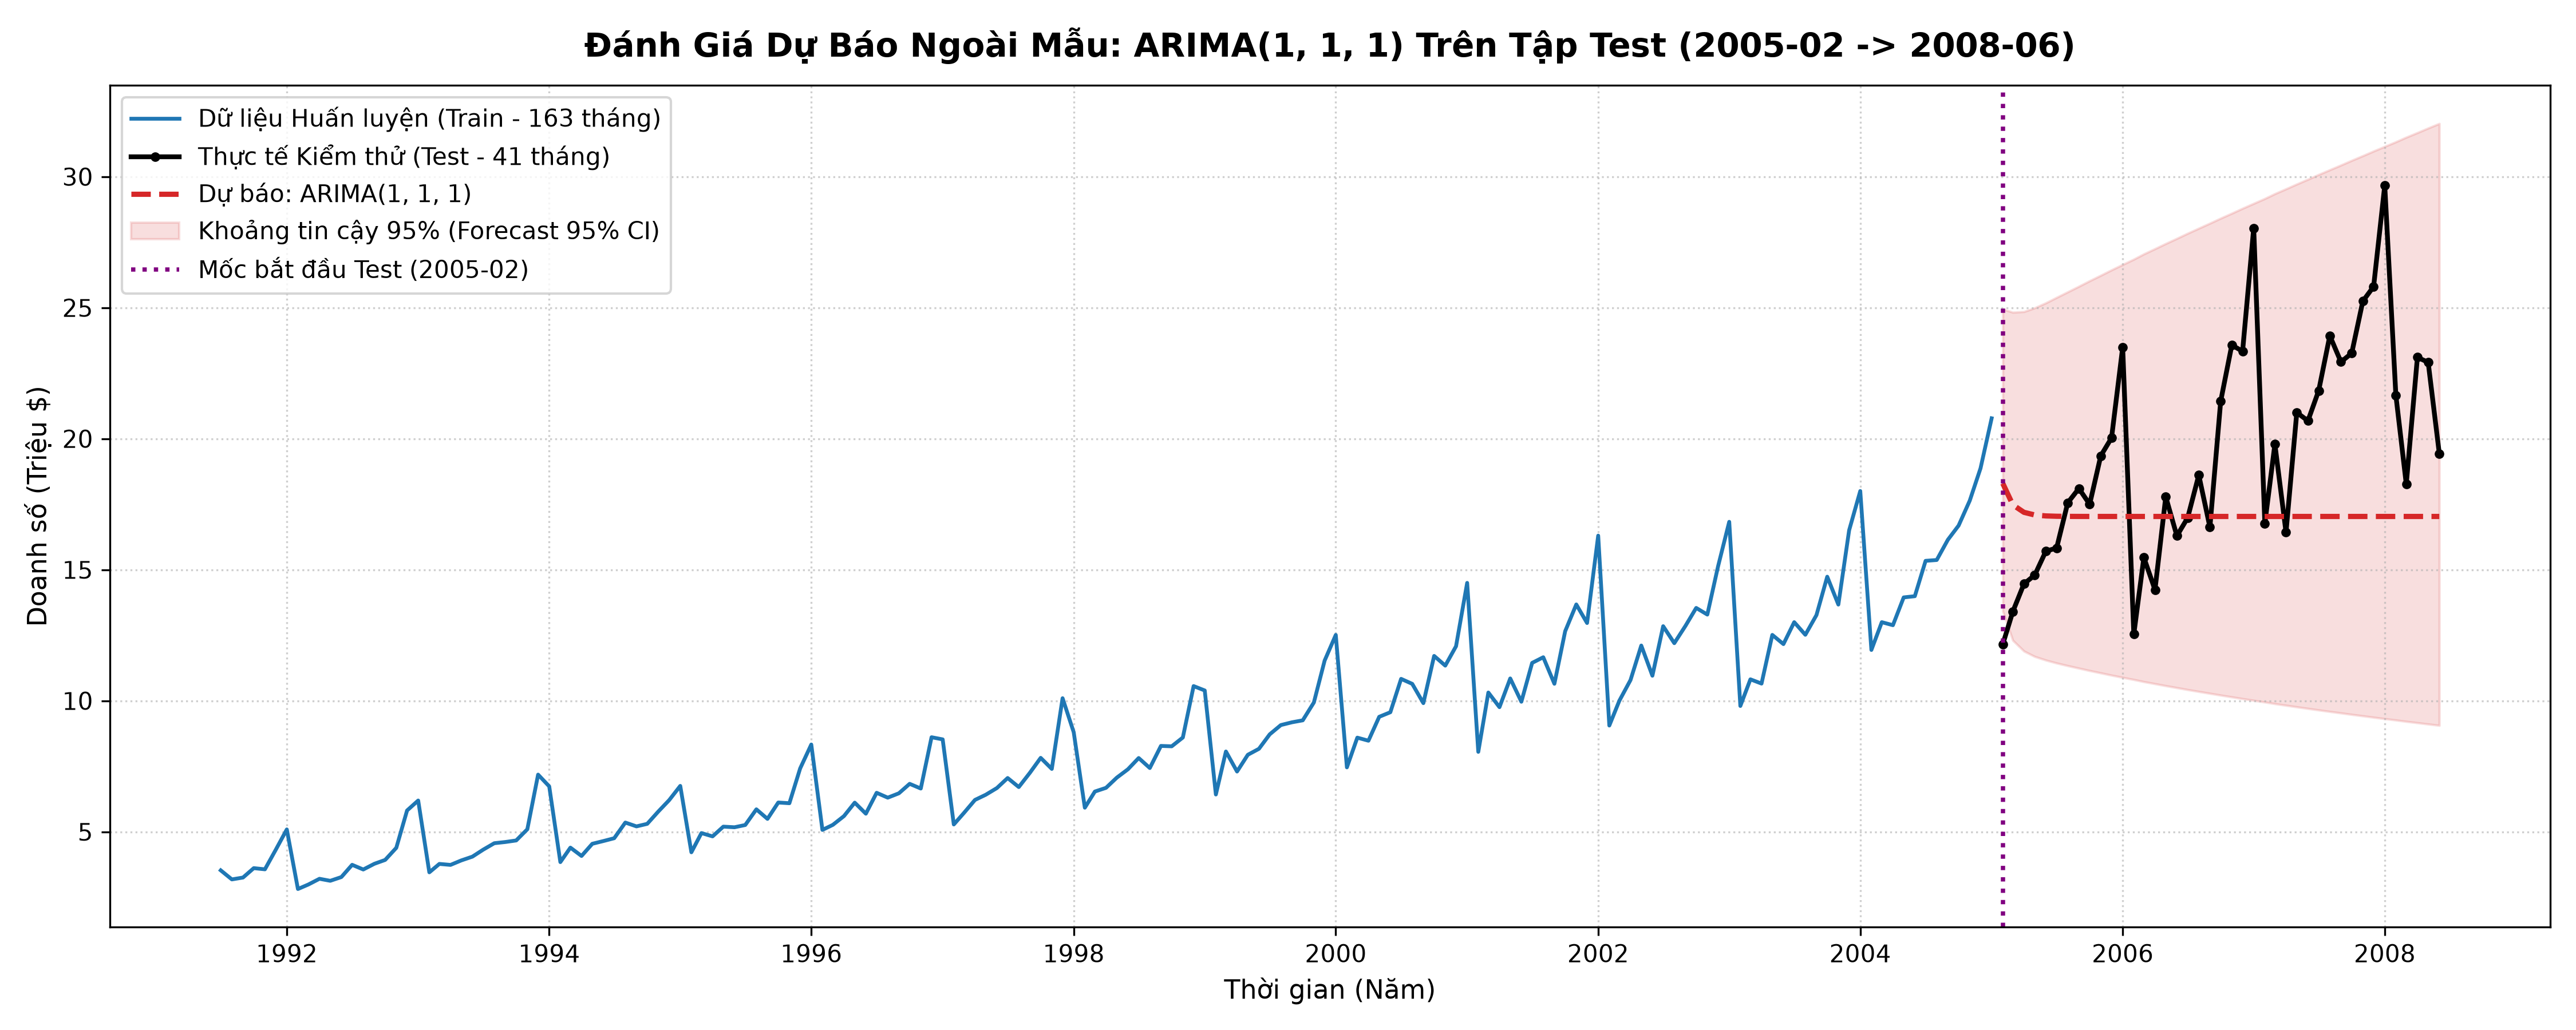 Đánh Giá Dự Báo Ngoài Mẫu: ARIMA(1, 1, 1) Trên Tập Test (2005-02 -> 2008-06)
Dữ liệu Huấn luyện (Train - 163 tháng)
Thực tế Kiểm thử (Test - 41 tháng)
Dự báo: ARIMA(1, 1, 1)
Khoảng tin cậy 95% (Forecast 95% CI)
Mốc bắt đầu Test (2005-02)
Doanh số (Triệu $)
30
25
20
15
10
5
1992 1994 1996 1998 2000 2002 2004 2006 2008
Thời gian (Năm)